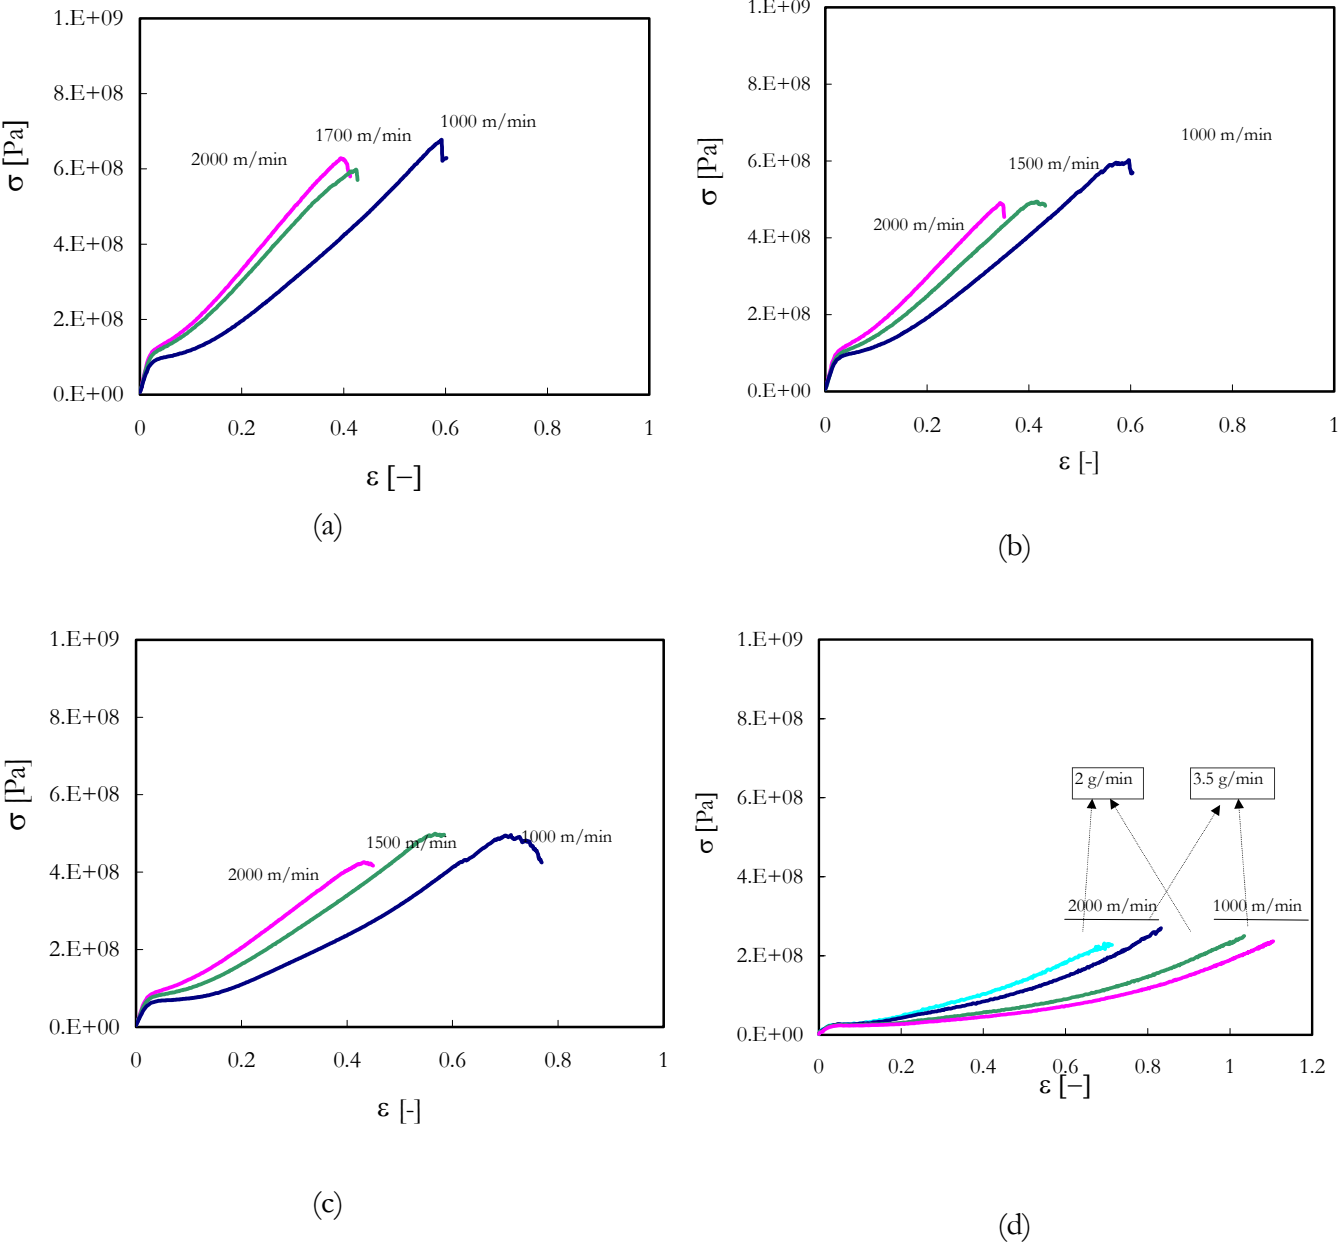 1.E+09
8.E+08
6.E+08
4.E+08
2.E+08
0.E+00
σ [Pa]
2000 m/min
1700 m/min
1000 m/min
0 0.2 0.4 0.6 0.8 1
ε [–]
(a)
1.E+09
8.E+08
6.E+08
4.E+08
2.E+08
0.E+00
σ [Pa]
1000 m/min
1500 m/min
2000 m/min
0 0.2 0.4 0.6 0.8 1
ε [-]
(b)
1.E+09
8.E+08
6.E+08
4.E+08
2.E+08
0.E+00
σ [Pa]
2000 m/min
1500 m/min
1000 m/min
0 0.2 0.4 0.6 0.8 1
ε [-]
(c)
1.E+09
8.E+08
6.E+08
4.E+08
2.E+08
0.E+00
σ [Pa]
2 g/min
3.5 g/min
2000 m/min
1000 m/min
0 0.2 0.4 0.6 0.8 1 1.2
ε [–]
(d)